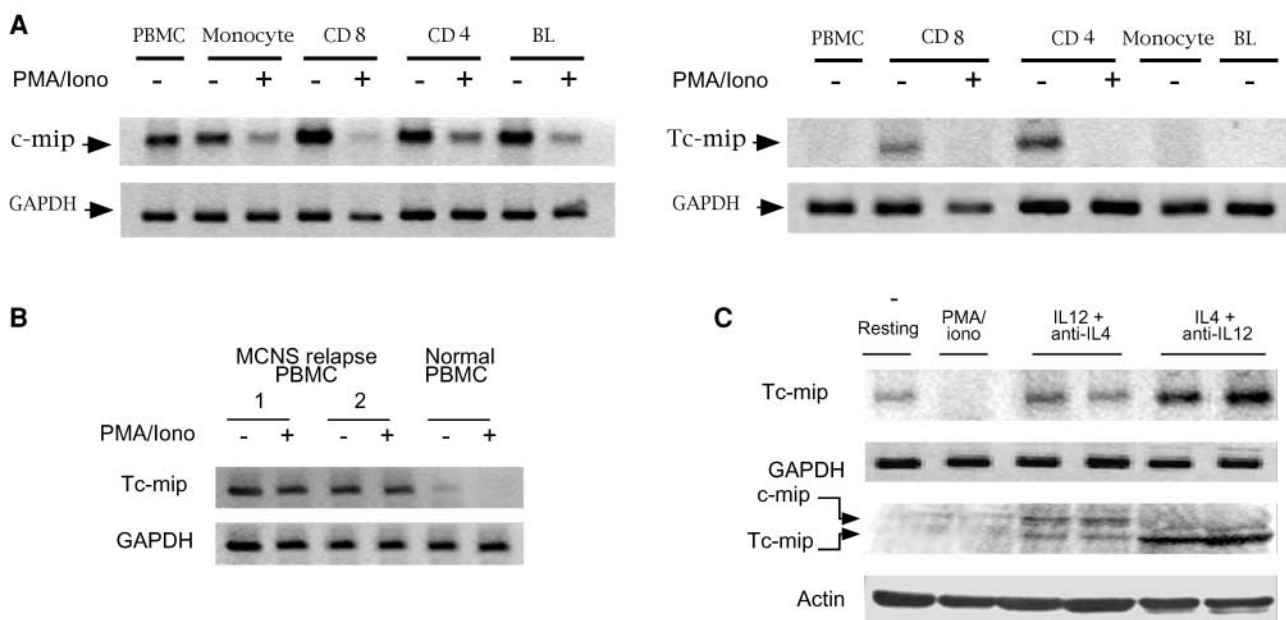 A
PBMC Monocyte CD 8 CD 4 BL
PMA/Iono - - + - + - + - +
c-mip
GAPDH
PBMC CD 8 CD 4 Monocyte BL
PMA/Iono - - + - + - -
Tc-mip
GAPDH
B
MCNS relapse PBMC
Normal PBMC
1 2
PMA/Iono - + - + - +
Tc-mip
GAPDH
C
-
Resting PMA/ iono IL12 + anti-IL4 IL4 + anti-IL12
Tc-mip
GAPDH
c-mip
Tc-mip
Actin